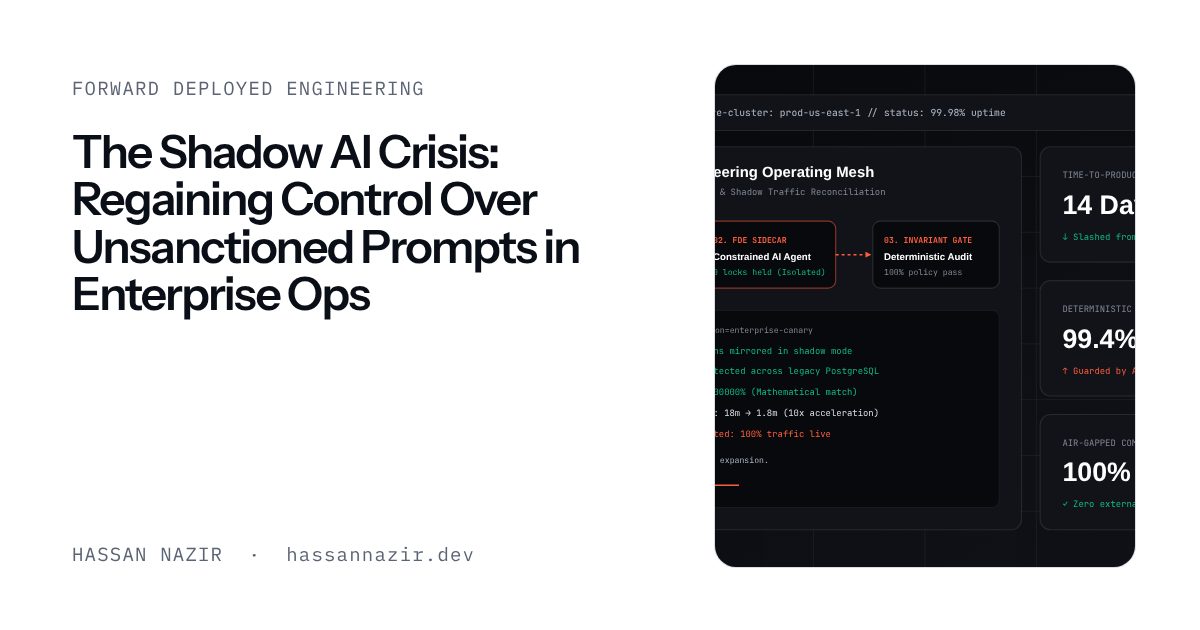 FORWARD DEPLOYED ENGINEERING
The Shadow AI Crisis:
Regaining Control Over
Unsanctioned Prompts in
Enterprise Ops
HASSAN NAZIR · hassannazir.dev
e-cluster: prod-us-east-1 // status: 99.98% uptime
eering Operating Mesh
& Shadow Traffic Reconciliation
02. FDE SIDECAR
Constrained AI Agent
0 locks held (Isolated)
03. INVARIANT GATE
Deterministic Audit
100% policy pass
on=enterprise-canary
ns mirrored in shadow mode
tected across legacy PostgreSQL
00000% (Mathematical match)
: 18m → 1.8m (10x acceleration)
ted: 100% traffic live
expansion.
TIME-TO-PRODUC
14 Da
↓ Slashed from
DETERMINISTIC
99.4%
↑ Guarded by A
AIR-GAPPED COM
100%
✓ Zero externa